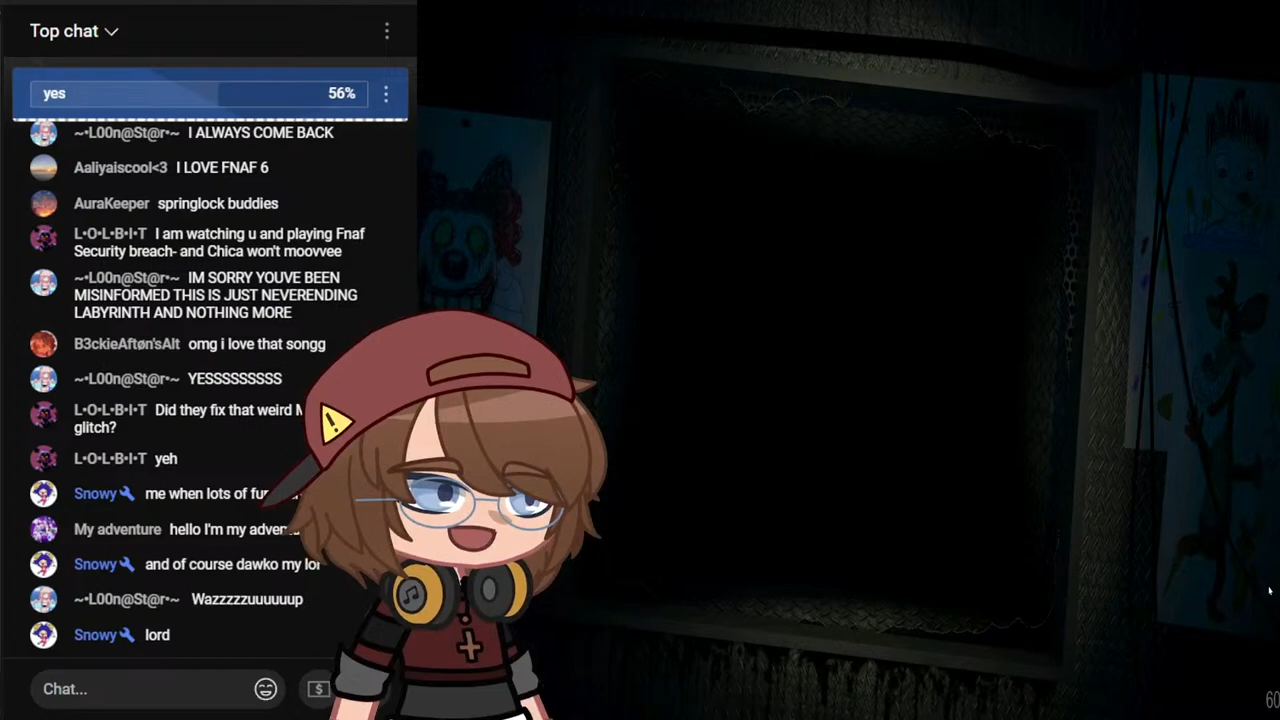 Top chat
yes 56%
~•L00n@St@r•~ I ALWAYS COME BACK
Aaliyaiscool<3 I LOVE FNAF 6
AuraKeeper springlock buddies
L•O•L•B•I•T I am watching u and playing Fnaf
Security breach- and Chica won't moovvee
~•L00n@St@r•~ IM SORRY YOUVE BEEN
MISINFORMED THIS IS JUST NEVERENDING
LABYRINTH AND NOTHING MORE
B3ckieAftøn'sAlt omg i love that songg
~•L00n@St@r•~ YESSSSSSSSS
L•O•L•B•I•T Did they fix that weird
glitch?
L•O•L•B•I•T yeh
Snowy me when lots of
My adventure hello I'm my
Snowy and of course dawko my
~•L00n@St@r•~ Wazzzzzuuuuuup
Snowy lord
Chat...
$
!
60